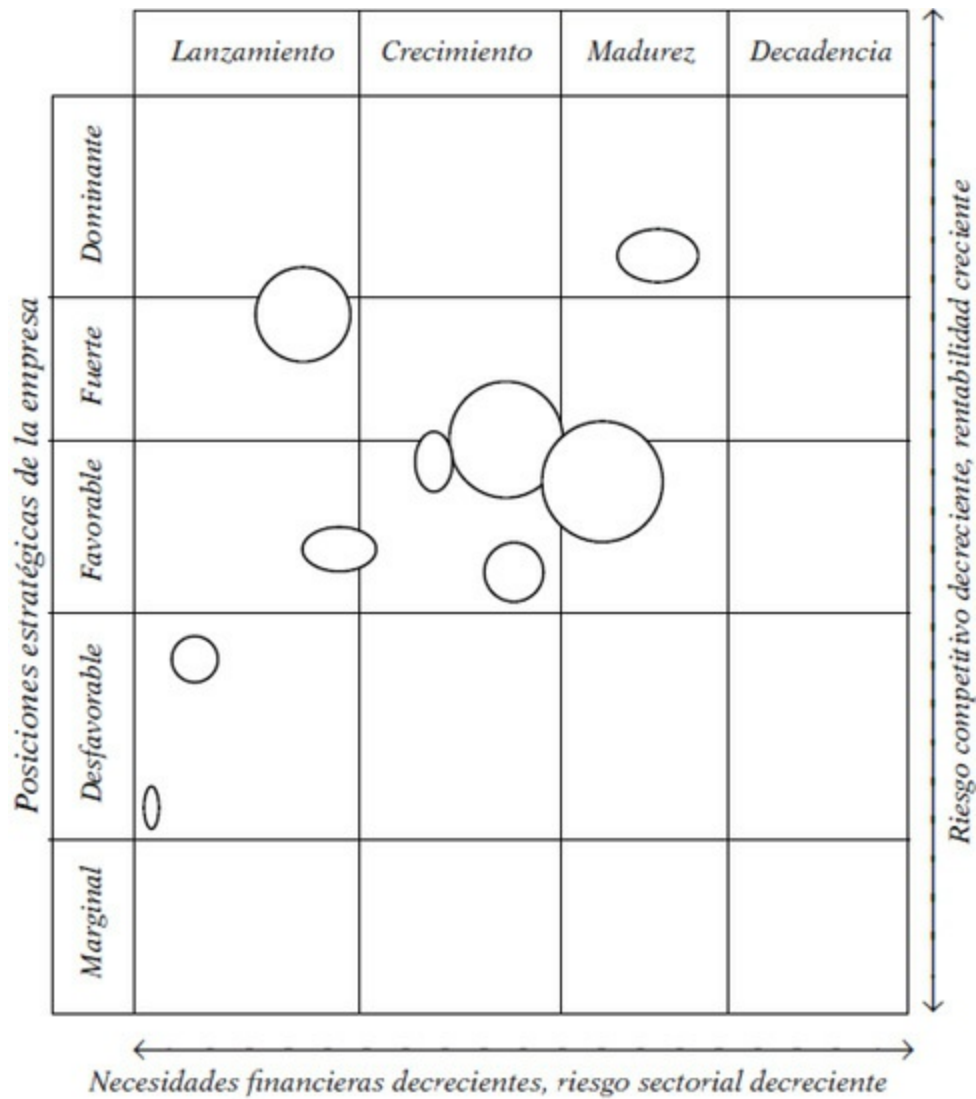 Lanzamiento
Crecimiento
Madurez
Decadencia
Posiciones estratégicas de la empresa
Dominante
Fuerte
Favorable
Desfavorable
Marginal
Riesgo competitivo decreciente, rentabilidad creciente
Necesidades financieras decrecientes, riesgo sectorial decreciente